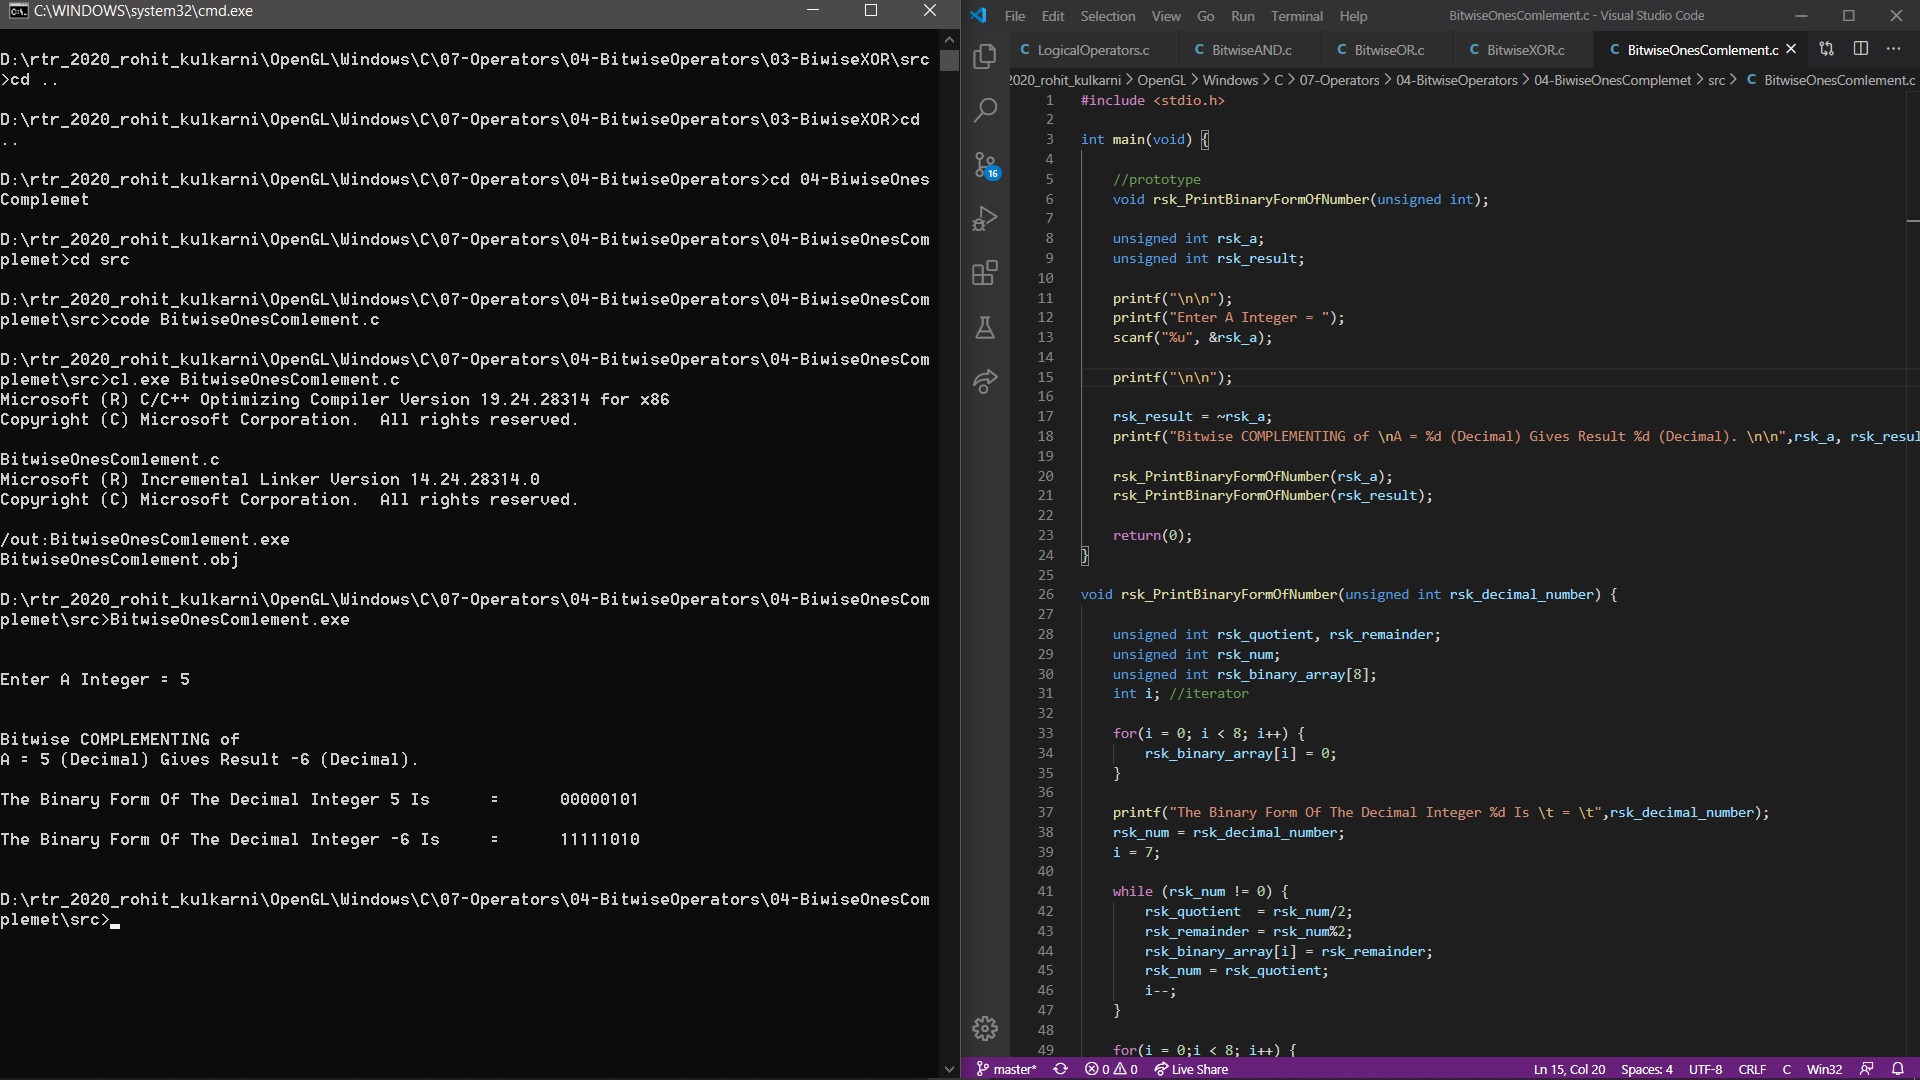 C:\WINDOWS\system32\cmd.exe
D:\rtr_2020_rohit_kulkarni\OpenGL\Windows\C\07-Operators\04-BitwiseOperators\03-BiwiseXOR\src
>cd ..
D:\rtr_2020_rohit_kulkarni\OpenGL\Windows\C\07-Operators\04-BitwiseOperators\03-BiwiseXOR>cd
..
D:\rtr_2020_rohit_kulkarni\OpenGL\Windows\C\07-Operators\04-BitwiseOperators>cd 04-BiwiseOnes
Complemet
D:\rtr_2020_rohit_kulkarni\OpenGL\Windows\C\07-Operators\04-BitwiseOperators\04-BiwiseOnesCom
plemet>cd src
D:\rtr_2020_rohit_kulkarni\OpenGL\Windows\C\07-Operators\04-BitwiseOperators\04-BiwiseOnesCom
plemet\src>code BitwiseOnesComlement.c
D:\rtr_2020_rohit_kulkarni\OpenGL\Windows\C\07-Operators\04-BitwiseOperators\04-BiwiseOnesCom
plemet\src>cl.exe BitwiseOnesComlement.c
Microsoft (R) C/C++ Optimizing Compiler Version 19.24.28314 for x86
Copyright (C) Microsoft Corporation.  All rights reserved.
BitwiseOnesComlement.c
Microsoft (R) Incremental Linker Version 14.24.28314.0
Copyright (C) Microsoft Corporation.  All rights reserved.
/out:BitwiseOnesComlement.exe
BitwiseOnesComlement.obj
D:\rtr_2020_rohit_kulkarni\OpenGL\Windows\C\07-Operators\04-BitwiseOperators\04-BiwiseOnesCom
plemet\src>BitwiseOnesComlement.exe
Enter A Integer = 5
Bitwise COMPLEMENTING of
A = 5 (Decimal) Gives Result -6 (Decimal).
The Binary Form Of The Decimal Integer 5 Is = 00000101
The Binary Form Of The Decimal Integer -6 Is = 11111010
D:\rtr_2020_rohit_kulkarni\OpenGL\Windows\C\07-Operators\04-BitwiseOperators\04-BiwiseOnesCom
plemet\src>
File Edit Selection View Go Run Terminal Help BitwiseOnesComlement.c - Visual Studio Code
C LogicalOperators.c C BitwiseAND.c C BitwiseOR.c C BitwiseXOR.c C BitwiseOnesComlement.c
2020_rohit_kulkarni > OpenGL > Windows > C > 07-Operators > 04-BitwiseOperators > 04-BiwiseOnesComplemet > src > C BitwiseOnesComlement.c
16
1 #include <stdio.h>
2
3 int main(void) {
4
5 //prototype
6 void rsk_PrintBinaryFormOfNumber(unsigned int);
7
8 unsigned int rsk_a;
9 unsigned int rsk_result;
10
11 printf("\n\n");
12 printf("Enter A Integer = ");
13 scanf("%u", &rsk_a);
14
15 printf("\n\n");
16
17 rsk_result = ~rsk_a;
18 printf("Bitwise COMPLEMENTING of \nA = %d (Decimal) Gives Result %d (Decimal). \n\n",rsk_a, rsk_resul
19
20 rsk_PrintBinaryFormOfNumber(rsk_a);
21 rsk_PrintBinaryFormOfNumber(rsk_result);
22
23 return(0);
24 }
25
26 void rsk_PrintBinaryFormOfNumber(unsigned int rsk_decimal_number) {
27
28 unsigned int rsk_quotient, rsk_remainder;
29 unsigned int rsk_num;
30 unsigned int rsk_binary_array[8];
31 int i; //iterator
32
33 for(i = 0; i < 8; i++) {
34 rsk_binary_array[i] = 0;
35 }
36
37 printf("The Binary Form Of The Decimal Integer %d Is \t = \t",rsk_decimal_number);
38 rsk_num = rsk_decimal_number;
39 i = 7;
40
41 while (rsk_num != 0) {
42 rsk_quotient  = rsk_num/2;
43 rsk_remainder = rsk_num%2;
44 rsk_binary_array[i] = rsk_remainder;
45 rsk_num = rsk_quotient;
46 i--;
47 }
48
49 for(i = 0;i < 8; i++) {
master* 0 0 Live Share Ln 15, Col 20 Spaces: 4 UTF-8 CRLF C Win32